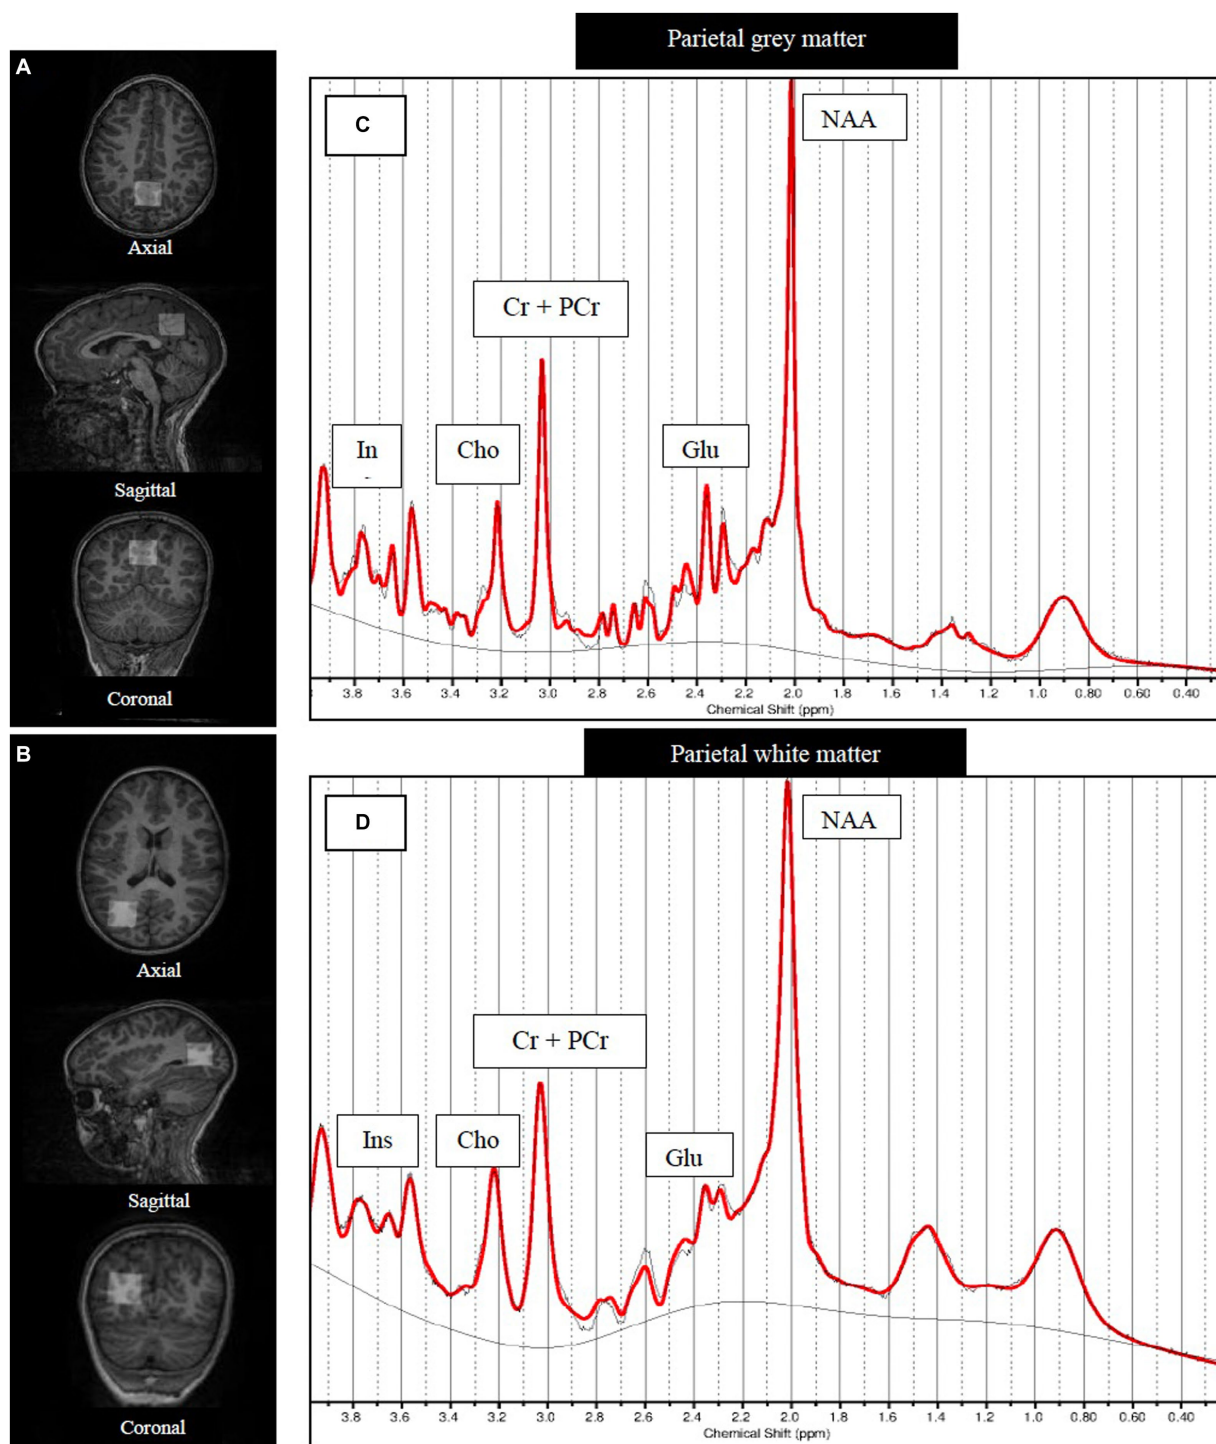 Parietal grey matter
A
Axial
Sagittal
Coronal
C
NAA
Cr + PCr
In
Cho
Glu
3.8 3.6 3.4 3.2 3.0 2.8 2.6 2.4 2.2 2.0 1.8 1.6 1.4 1.2 1.0 0.80 0.60 0.40
Chemical Shift (ppm)
Parietal white matter
B
Axial
Sagittal
Coronal
D
NAA
Cr + PCr
Ins
Cho
Glu
3.8 3.6 3.4 3.2 3.0 2.8 2.6 2.4 2.2 2.0 1.8 1.6 1.4 1.2 1.0 0.80 0.60 0.40
Chemical Shift (ppm)